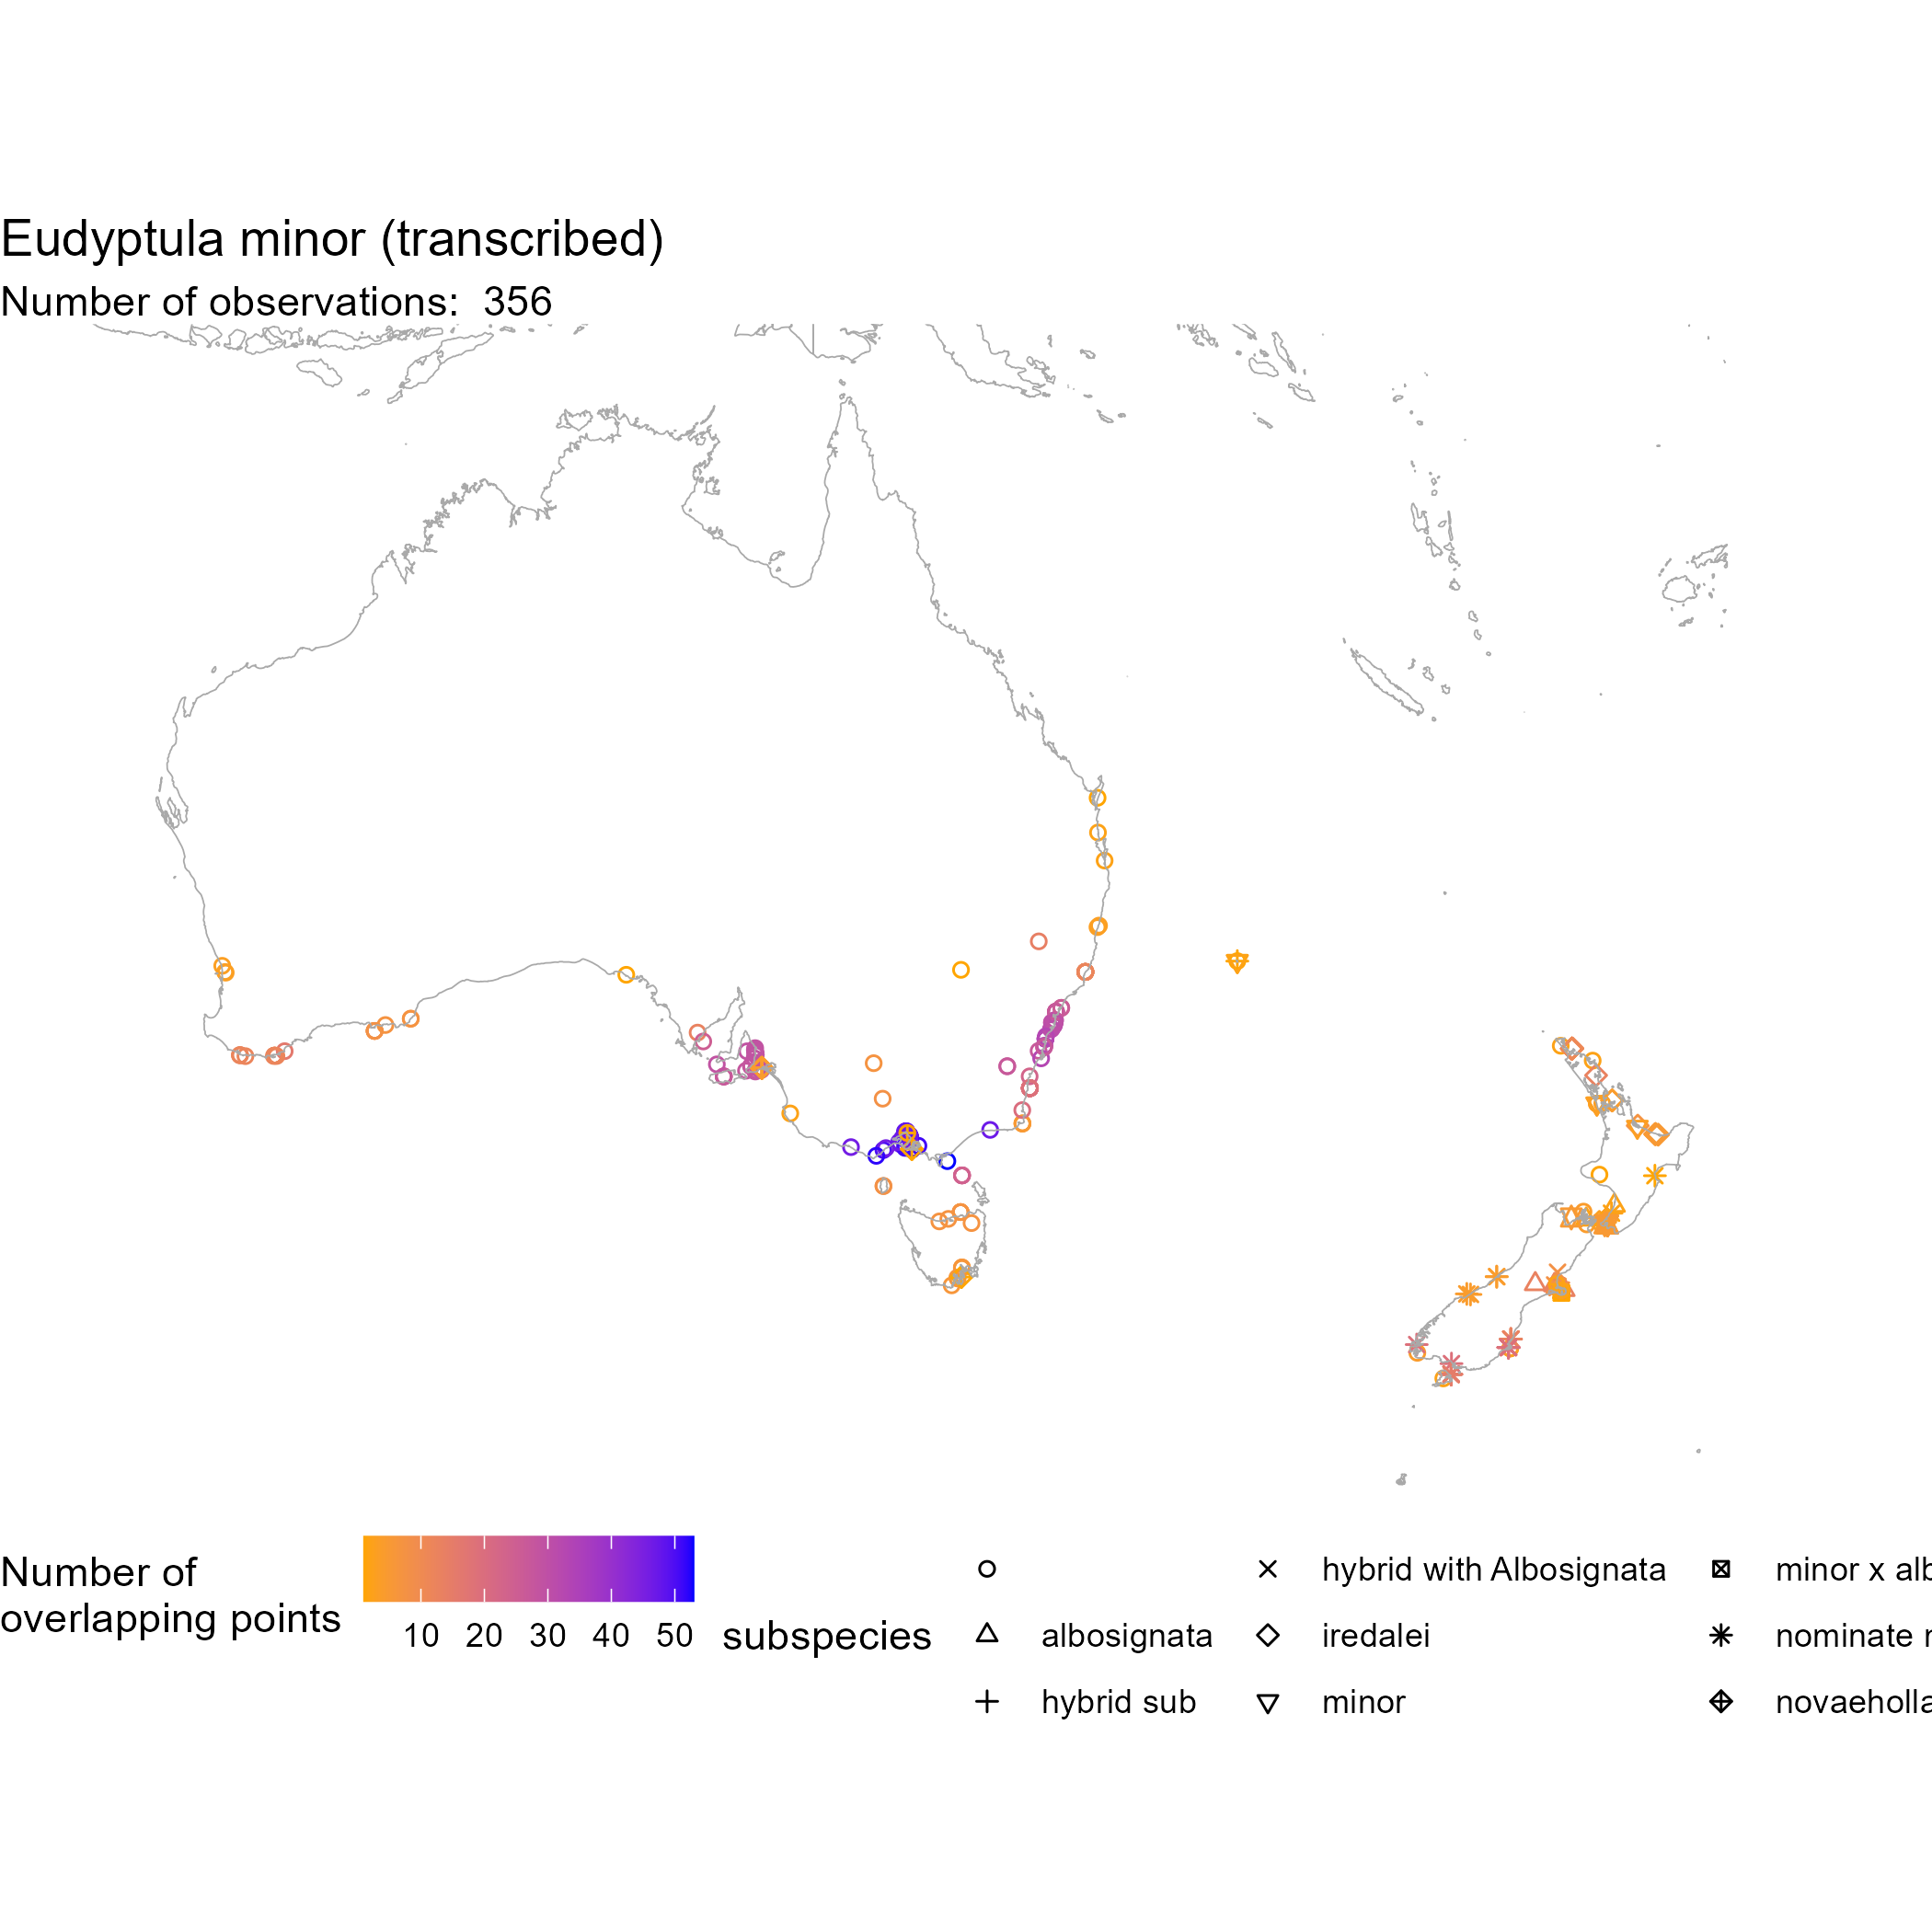 Eudyptula minor (transcribed)
Number of observations: 356
Number of
overlapping points
10 20 30 40 50
subspecies
albosignata
hybrid sub
hybrid with Albosignata
iredalei
minor
minor x alb
nominate
novaeholla